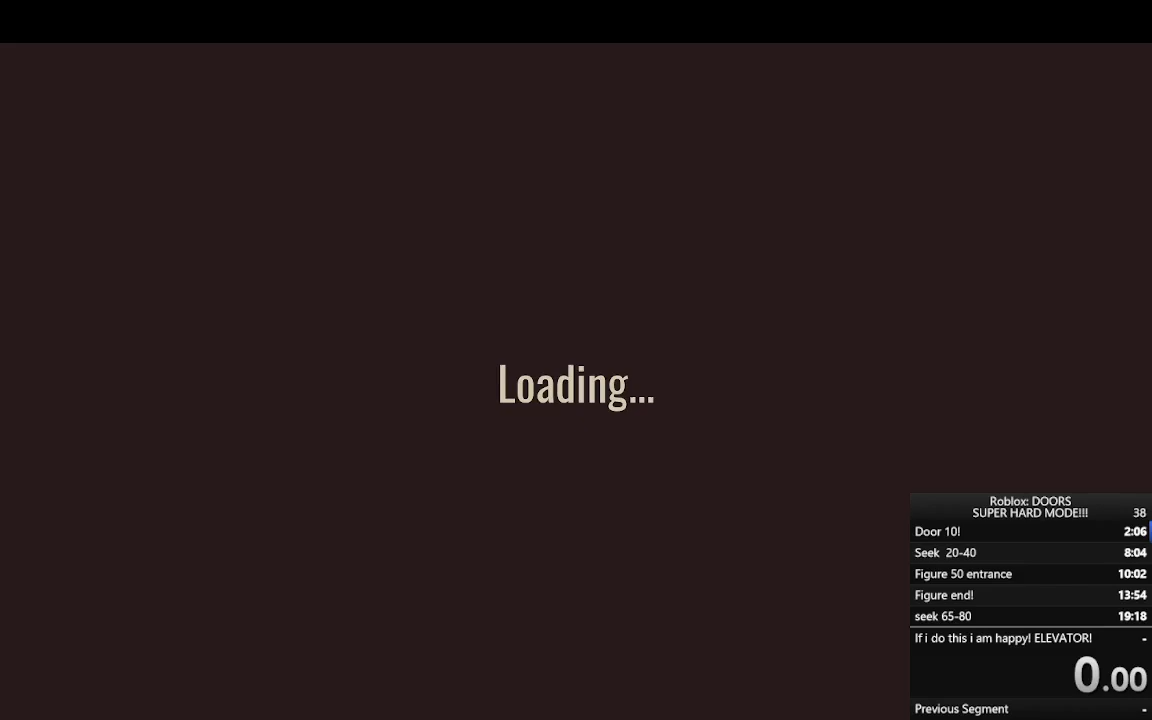 Loading...
Roblox: DOORS
SUPER HARD MODE!!! 38
Door 10! 2:06
Seek 20-40 8:04
Figure 50 entrance 10:02
Figure end! 13:54
seek 65-80 19:18
If i do this i am happy! ELEVATOR! -
0.00
Previous Segment -